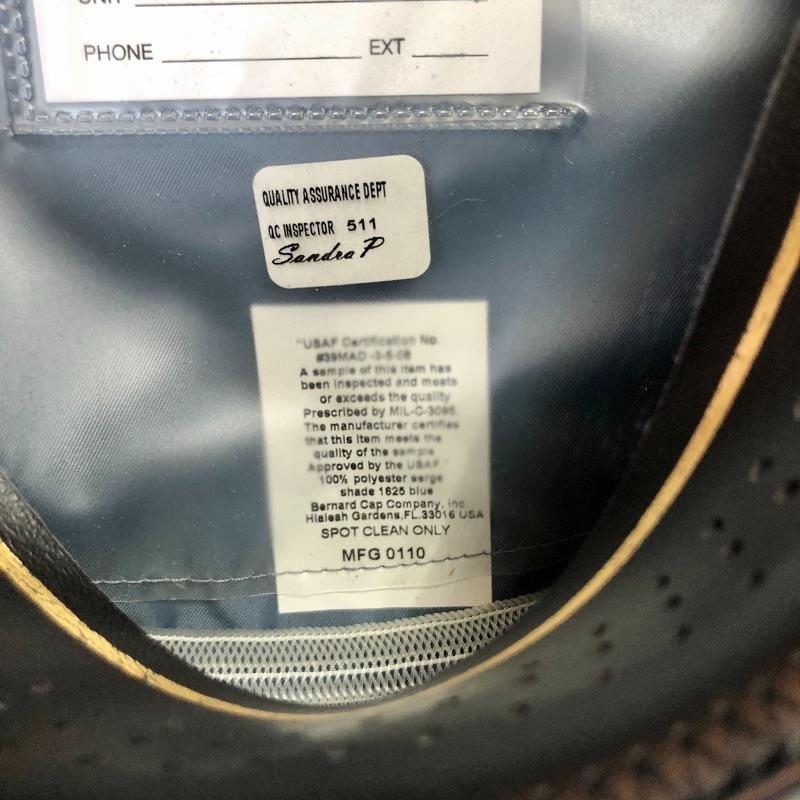 UNIT
PHONE EXT
QUALITY ASSURANCE DEPT
QC INSPECTOR 511
Sandra P
"USAF Certification No.
#39MAD -3-5-08
A sample of this item has
been inspected and meets
or exceeds the quality
Prescribed by MIL-C-3095.
The manufacturer certifies
that this item meets the
quality of the sample
Approved by the USAF."
100% polyester serge
shade 1625 blue
Bernard Cap Company, inc
Hialeah Gardens,FL.33016 USA
SPOT CLEAN ONLY
MFG 0110